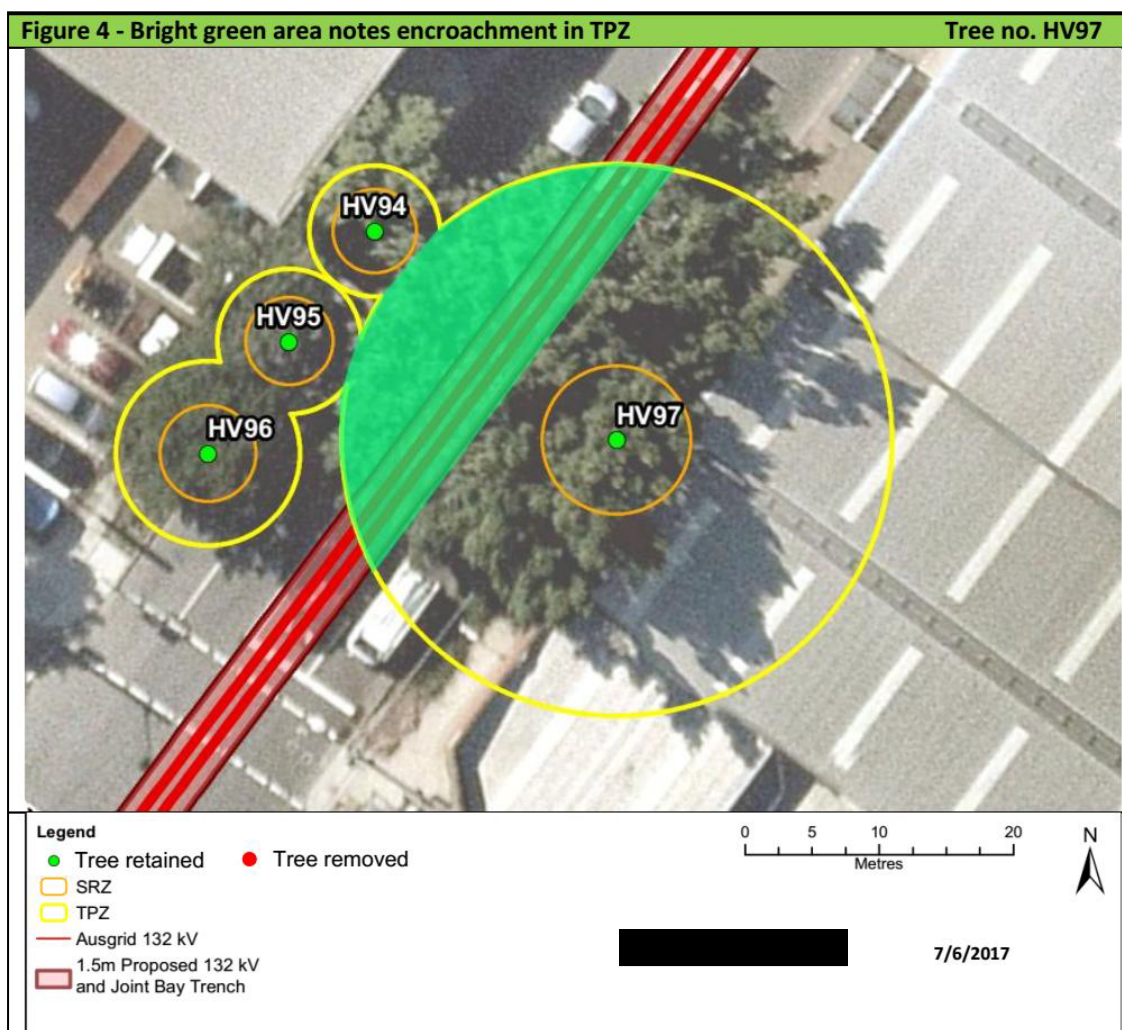 Figure 4 - Bright green area notes encroachment in TPZ Tree no. HV97
HV94
HV95
HV96
HV97
Legend
Tree retained Tree removed
SRZ
TPZ
Ausgrid 132 kV
1.5m Proposed 132 kV
and Joint Bay Trench
0 5 10 20
Metres
N
7/6/2017